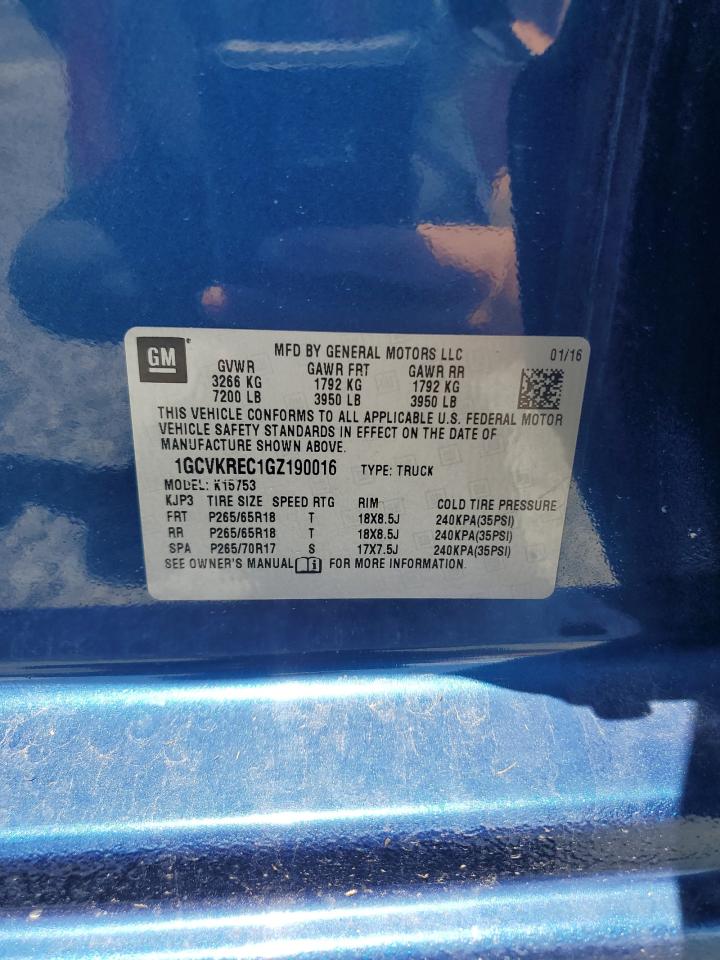 GM
MFD BY GENERAL MOTORS LLC 01/16
GVWR GAWR FRT GAWR RR
3266 KG 1792 KG 1792 KG
7200 LB 3950 LB 3950 LB
THIS VEHICLE CONFORMS TO ALL APPLICABLE U.S. FEDERAL MOTOR
VEHICLE SAFETY STANDARDS IN EFFECT ON THE DATE OF
MANUFACTURE SHOWN ABOVE.
1GCVKREC1GZ190016 TYPE: TRUCK
MODEL: K15753
KJP3 TIRE SIZE SPEED RTG RIM COLD TIRE PRESSURE
FRT P265/65R18 T 18X8.5J 240KPA(35PSI)
RR P265/65R18 T 18X8.5J 240KPA(35PSI)
SPA P265/70R17 S 17X7.5J 240KPA(35PSI)
SEE OWNER'S MANUAL FOR MORE INFORMATION.